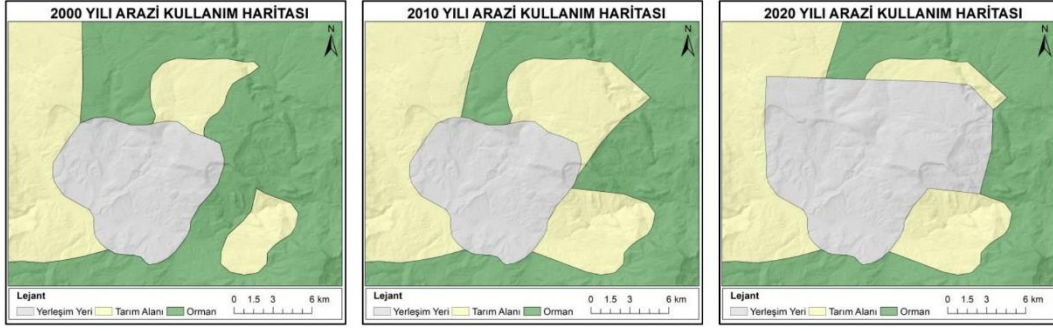 2000 YILI ARAZİ KULLANIM HARİTASI
N
Lejant
Yerleşim Yeri Tarım Alanı Orman
0 1.5 3 6 km
2010 YILI ARAZİ KULLANIM HARİTASI
N
Lejant
Yerleşim Yeri Tarım Alanı Orman
0 1.5 3 6 km
2020 YILI ARAZİ KULLANIM HARİTASI
N
Lejant
Yerleşim Yeri Tarım Alanı Orman
0 1.5 3 6 km